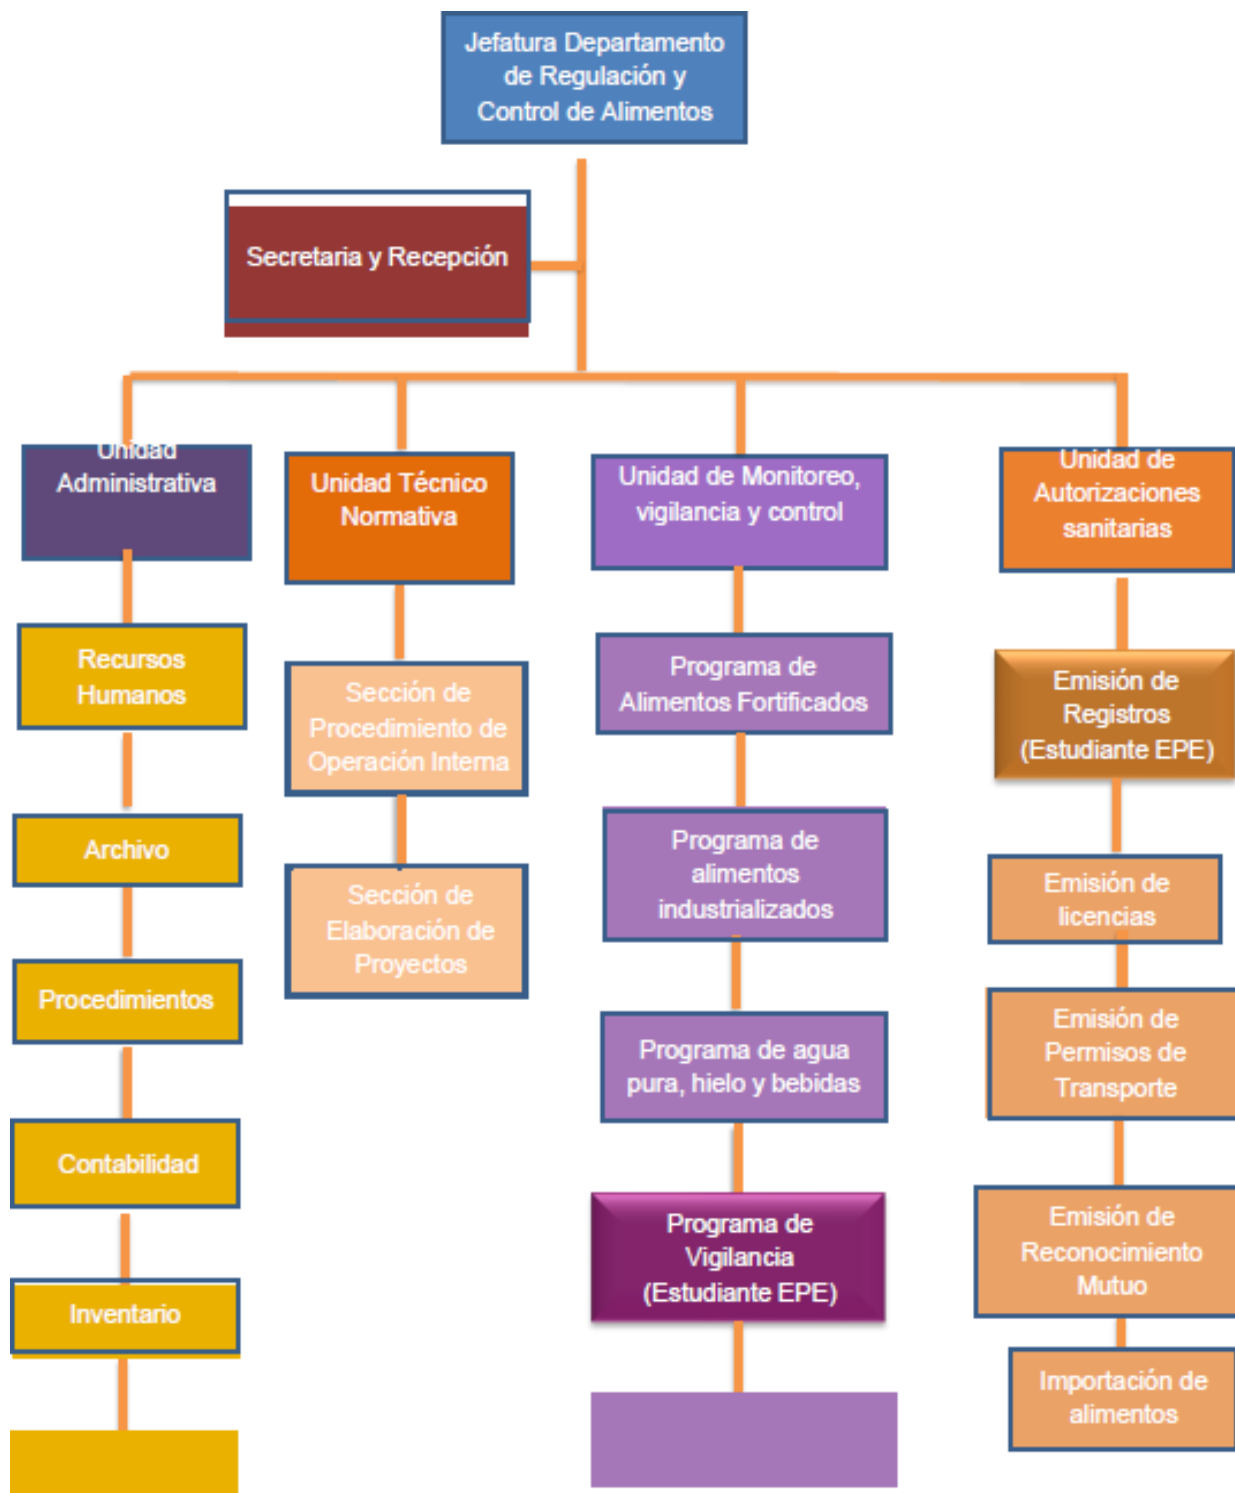 Jefatura Departamento
de Regulación y
Control de Alimentos
Secretaria y Recepción
Unidad
Administrativa
Unidad Técnico
Normativa
Unidad de Monitoreo,
vigilancia y control
Unidad de
Autorizaciones
sanitarias
Recursos
Humanos
Archivo
Procedimientos
Contabilidad
Inventario
Sección de
Procedimiento de
Operación Interna
Sección de
Elaboración de
Proyectos
Programa de
Alimentos Fortificados
Programa de
alimentos
industrializados
Programa de agua
pura, hielo y bebidas
Programa de
Vigilancia
(Estudiante EPE)
Emisión de
Registros
(Estudiante EPE)
Emisión de
licencias
Emisión de
Permisos de
Transporte
Emisión de
Reconocimiento
Mutuo
Importación de
alimentos